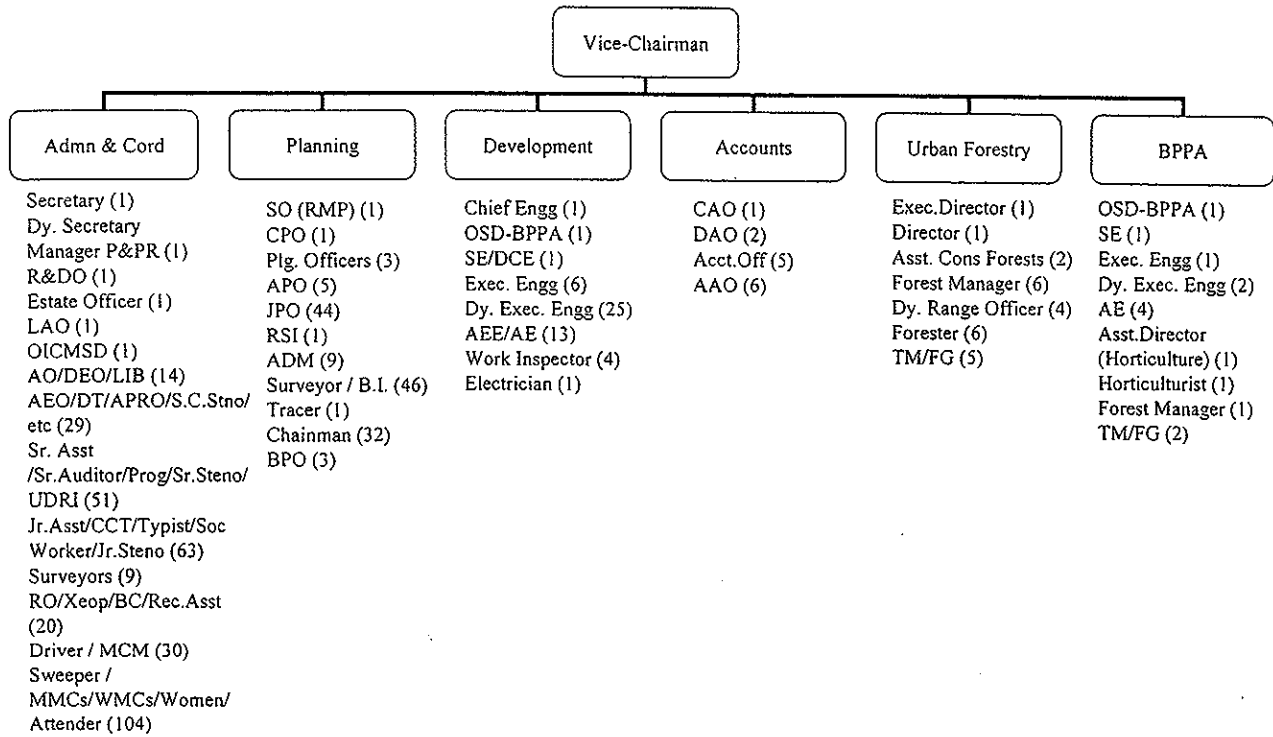 Vice-Chairman
Admn & Cord
Secretary (1)
Dy. Secretary
Manager P&PR (1)
R&DO (1)
Estate Officer (1)
LAO (1)
OICMSD (1)
AO/DEO/LIB (14)
AEO/DT/APRO/S.C.Stno/
etc (29)
Sr. Asst
/Sr.Auditor/Prog/Sr.Steno/
UDRI (51)
Jr.Asst/CCT/Typist/Soc
Worker/Jr.Steno (63)
Surveyors (9)
RO/Xeop/BC/Rec.Asst
(20)
Driver / MCM (30)
Sweeper /
MMCs/WMCs/Women/
Attender (104)
Planning
SO (RMP) (1)
CPO (1)
Plg. Officers (3)
APO (5)
JPO (44)
RSI (1)
ADM (9)
Surveyor / B.I. (46)
Tracer (1)
Chainman (32)
BPO (3)
Development
Chief Engg (1)
OSD-BPPA (1)
SE/DCE (1)
Exec. Engg (6)
Dy. Exec. Engg (25)
AEE/AE (13)
Work Inspector (4)
Electrician (1)
Accounts
CAO (1)
DAO (2)
Acct.Off (5)
AAO (6)
Urban Forestry
Exec.Director (1)
Director (1)
Asst. Cons Forests (2)
Forest Manager (6)
Dy. Range Officer (4)
Forester (6)
TM/FG (5)
BPPA
OSD-BPPA (1)
SE (1)
Exec. Engg (1)
Dy. Exec. Engg (2)
AE (4)
Asst.Director
(Horticulture) (1)
Horticulturist (1)
Forest Manager (1)
TM/FG (2)